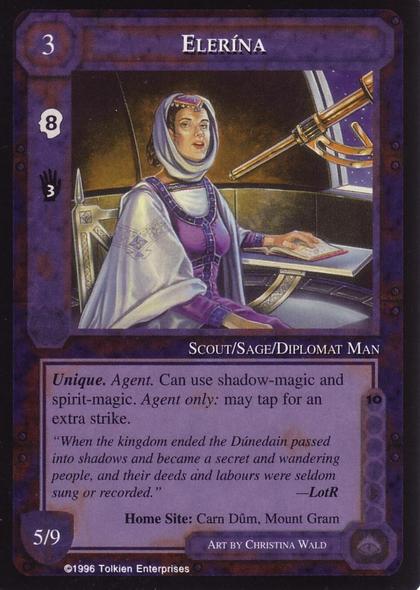 3
ELERÍNA
8
3
SCOUT/SAGE/DIPLOMAT MAN
Unique. Agent. Can use shadow-magic and
spirit-magic. Agent only: may tap for an
extra strike.
10
“When the kingdom ended the Dúnedain passed
into shadows and became a secret and wandering
people, and their deeds and labours were seldom
sung or recorded.” —LotR
Home Site: Carn Dûm, Mount Gram
5/9
ART BY CHRISTINA WALD
©1996 Tolkien Enterprises